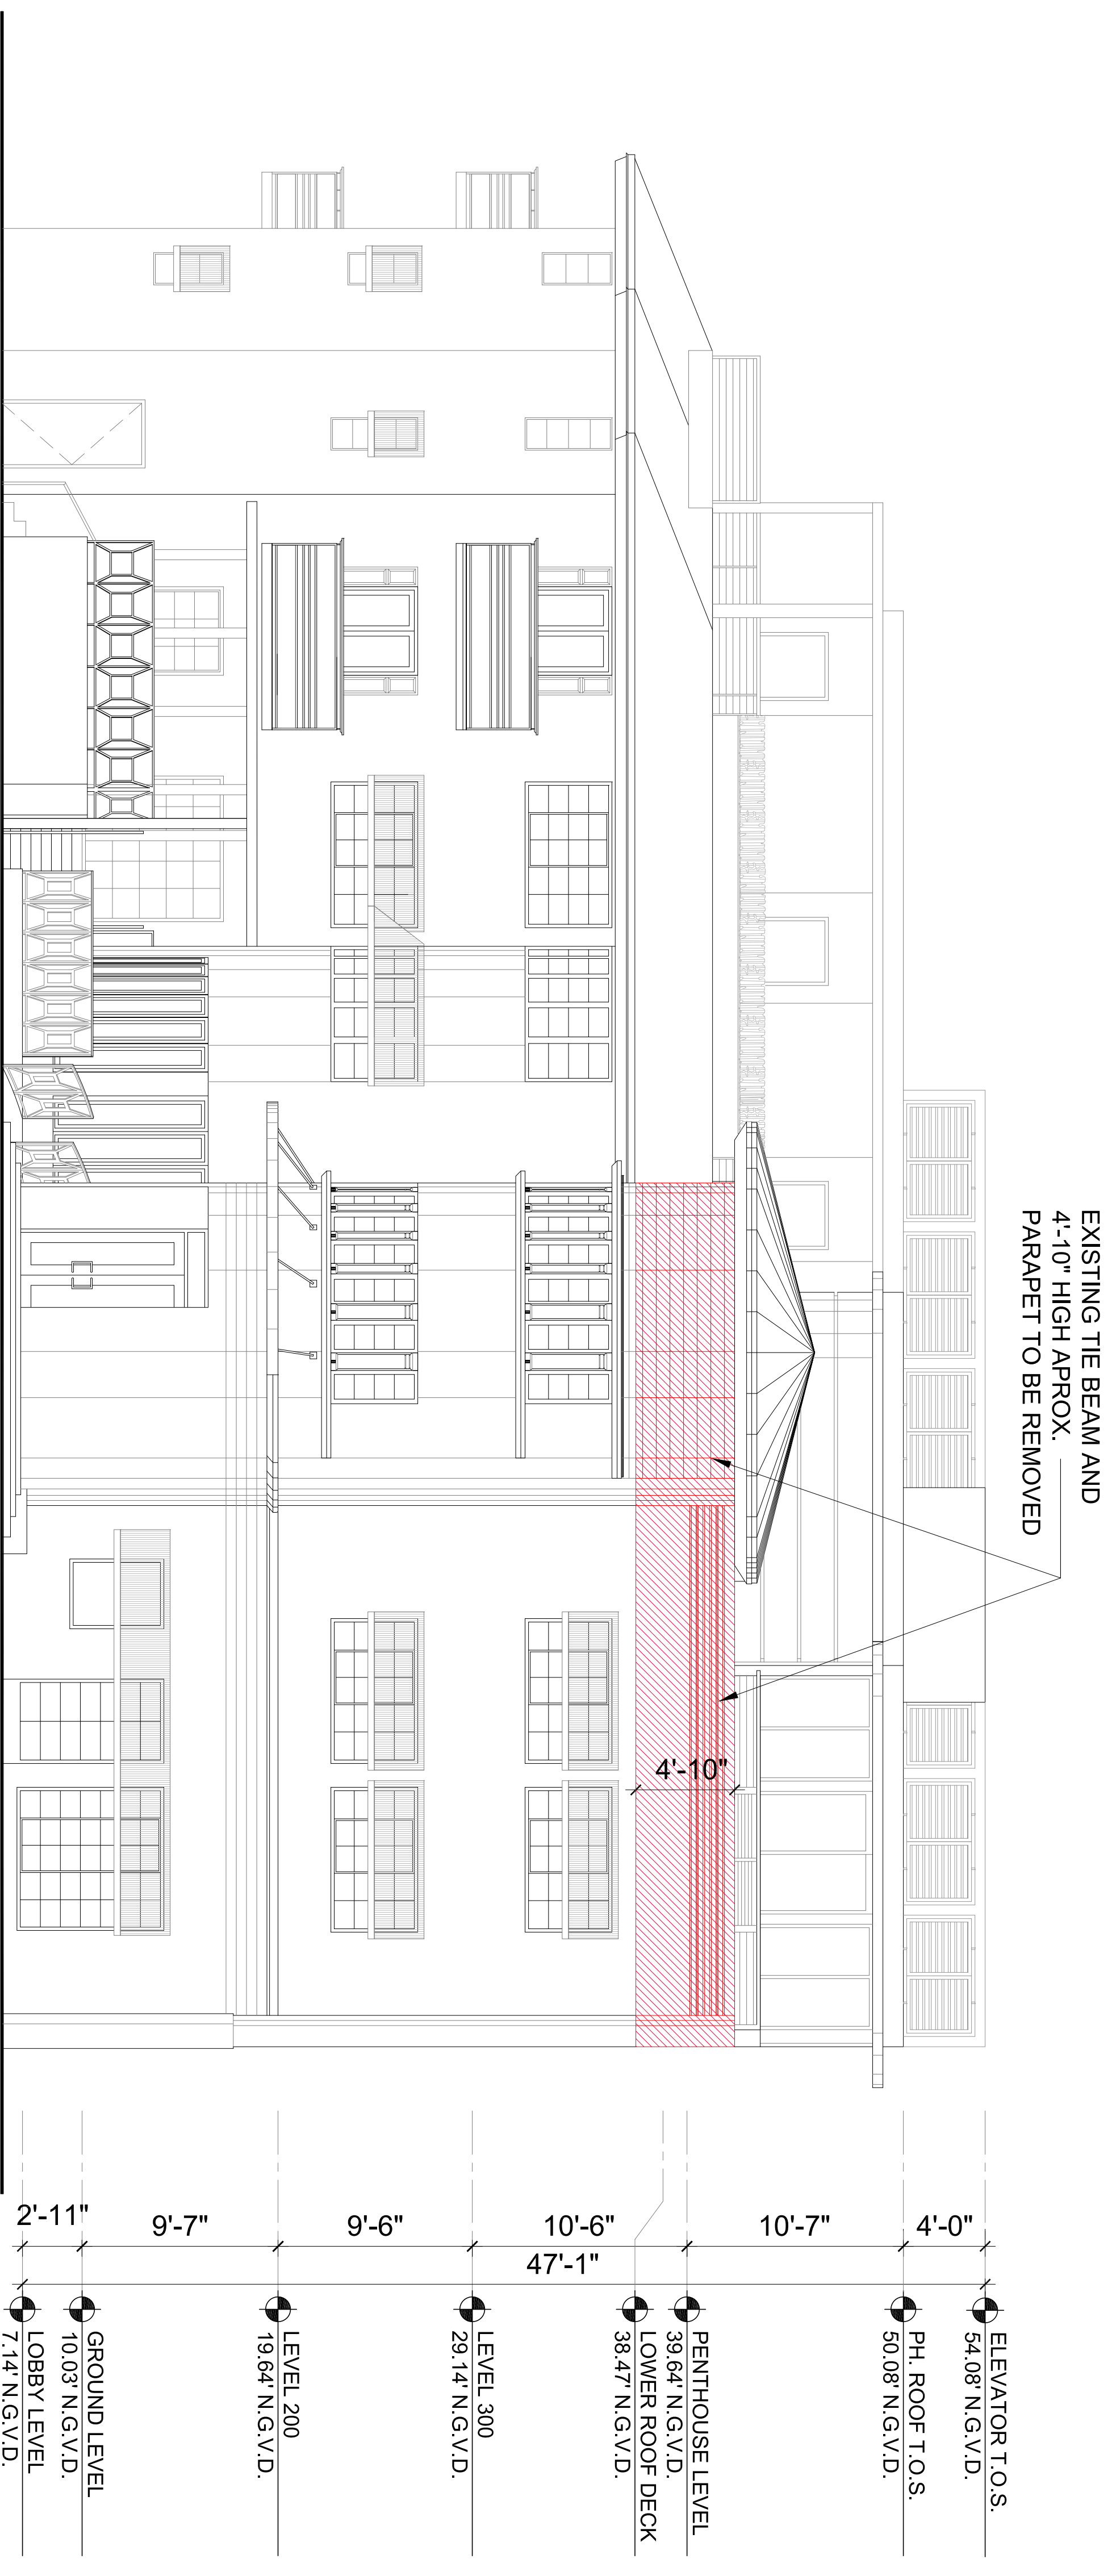 EXISTING TIE BEAM AND
4'-10" HIGH APROX.
PARAPET TO BE REMOVED
4'-10"
4'-0"
10'-7"
10'-6"
9'-6"
9'-7"
2'-11"
47'-1"
ELEVATOR T.O.S.
54.08' N.G.V.D.
PH. ROOF T.O.S.
50.08' N.G.V.D.
PENTHOUSE LEVEL
39.64' N.G.V.D.
LOWER ROOF DECK
38.47' N.G.V.D.
LEVEL 300
29.14' N.G.V.D.
LEVEL 200
19.64' N.G.V.D.
GROUND LEVEL
10.03' N.G.V.D.
LOBBY LEVEL
7.14' N.G.V.D.